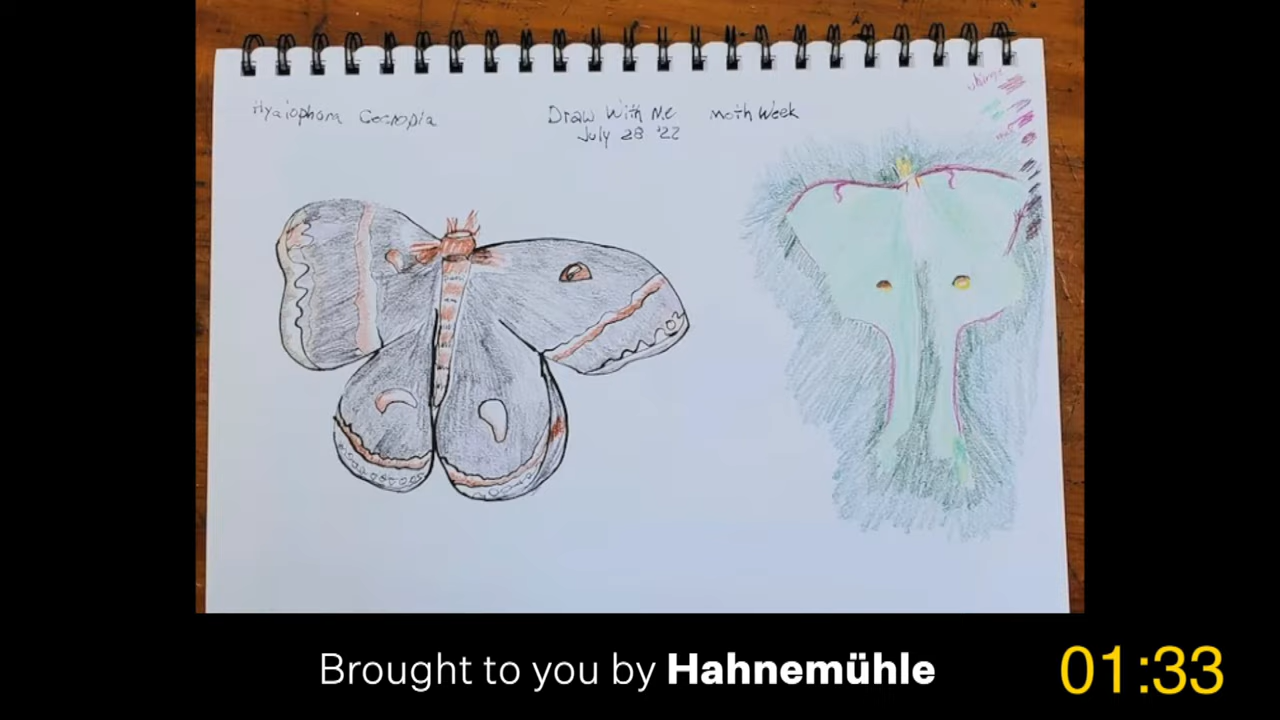 Hyalophora Cecropia
Draw With Me Moth Week
July 28 '22
Brought to you by Hahnemühle
01:33